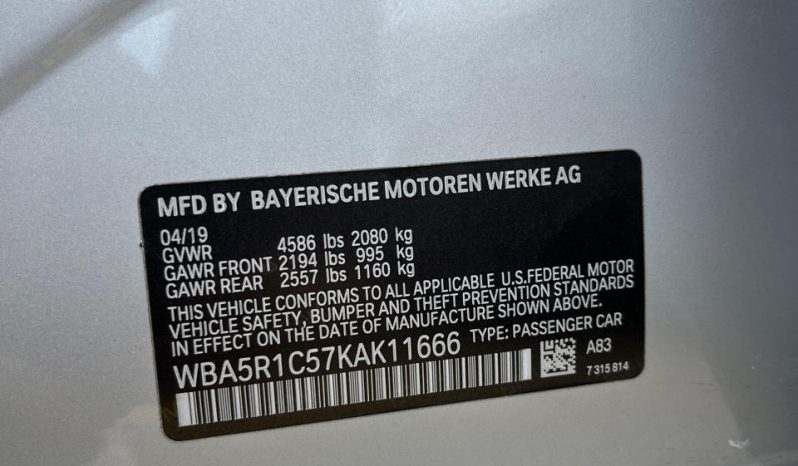 MFD BY BAYERISCHE MOTOREN WERKE AG
04/19
GVWR 4586 lbs 2080 kg
GAWR FRONT 2194 lbs 995 kg
GAWR REAR 2557 lbs 1160 kg
THIS VEHICLE CONFORMS TO ALL APPLICABLE U.S.FEDERAL MOTOR
VEHICLE SAFETY, BUMPER AND THEFT PREVENTION STANDARDS
IN EFFECT ON THE DATE OF MANUFACTURE SHOWN ABOVE.
WBA5R1C57KAK11666 TYPE: PASSENGER CAR
A83
7 315 814